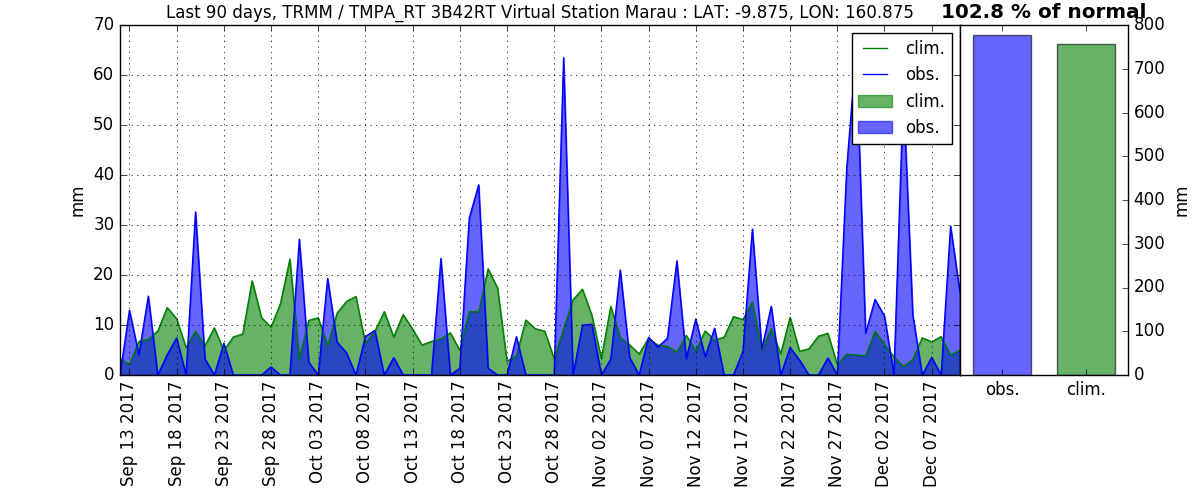 Last 90 days, TRMM / TMPA_RT 3B42RT Virtual Station Marau : LAT: -9.875, LON: 160.875
102.8 % of normal
70
60
50
40
30
20
10
0
mm
clim.
obs.
clim.
obs.
800
700
600
500
400
300
200
100
0
mm
Sep 13 2017
Sep 18 2017
Sep 23 2017
Sep 28 2017
Oct 03 2017
Oct 08 2017
Oct 13 2017
Oct 18 2017
Oct 23 2017
Oct 28 2017
Nov 02 2017
Nov 07 2017
Nov 12 2017
Nov 17 2017
Nov 22 2017
Nov 27 2017
Dec 02 2017
Dec 07 2017
obs.
clim.